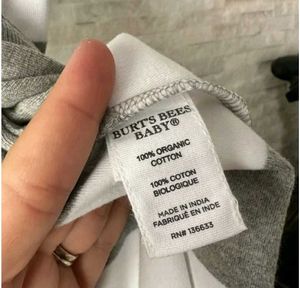 BURT'S BEES
BABY®
100% ORGANIC
COTTON
100% COTON
BIOLOGIQUE
MADE IN INDIA
FABRIQUÉ EN INDE
RN# 136633